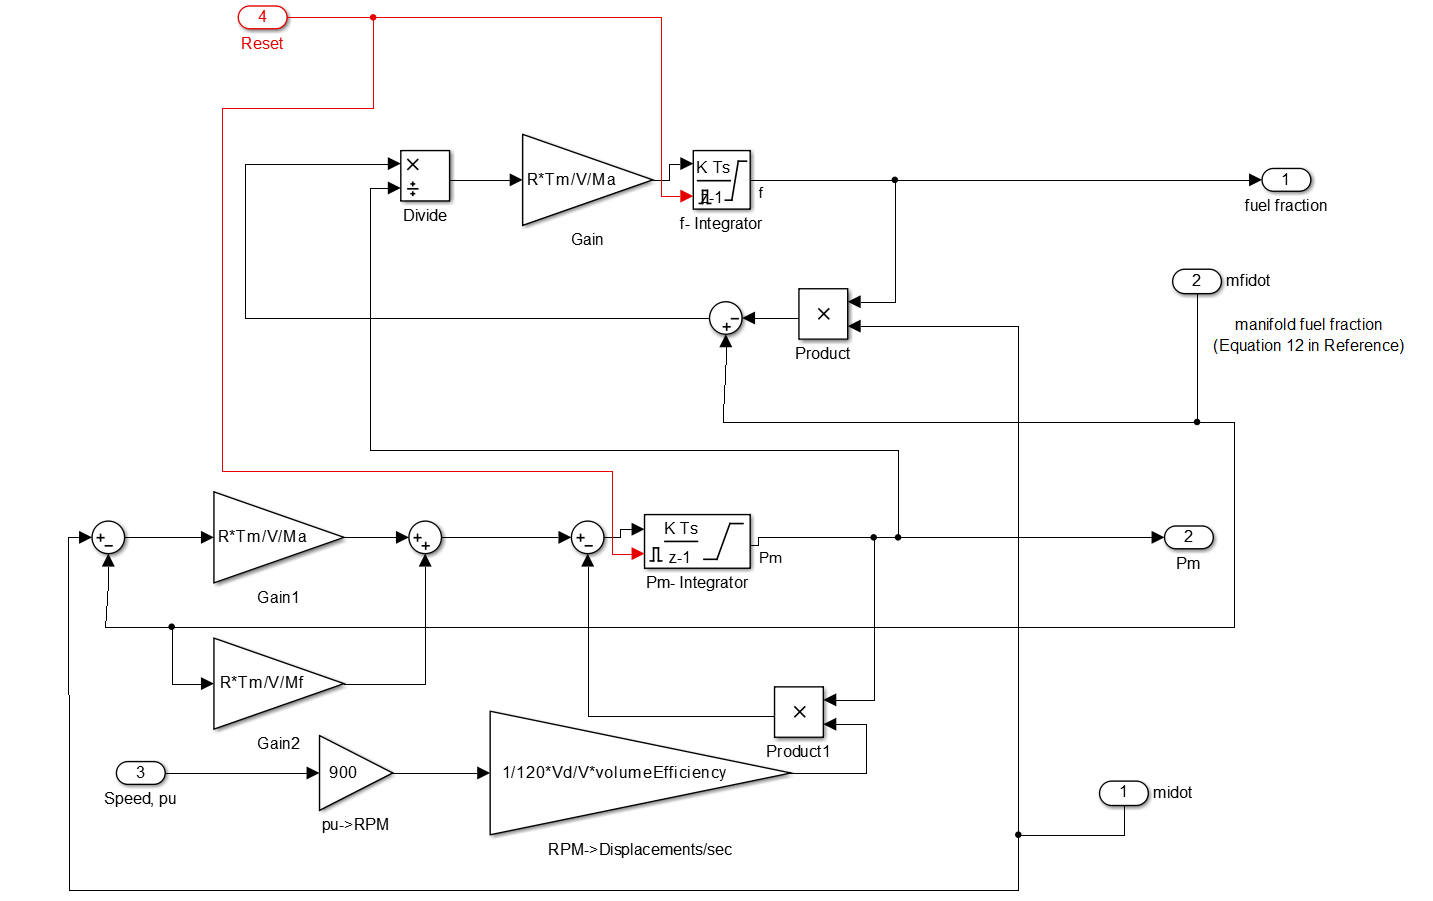 4
Reset
×
÷
Divide
R*Tm/V/Ma
Gain
K Ts
z-1
f- Integrator
f
1
fuel fraction
2
mfidot
manifold fuel fraction
(Equation 12 in Reference)
−
+
×
Product
+
−
R*Tm/V/Ma
Gain1
+
+
+
−
K Ts
z-1
Pm- Integrator
Pm
2
Pm
R*Tm/V/Mf
Gain2
×
Product1
3
Speed, pu
900
pu->RPM
1/120*Vd/V*volumeEfficiency
RPM->Displacements/sec
1
midot